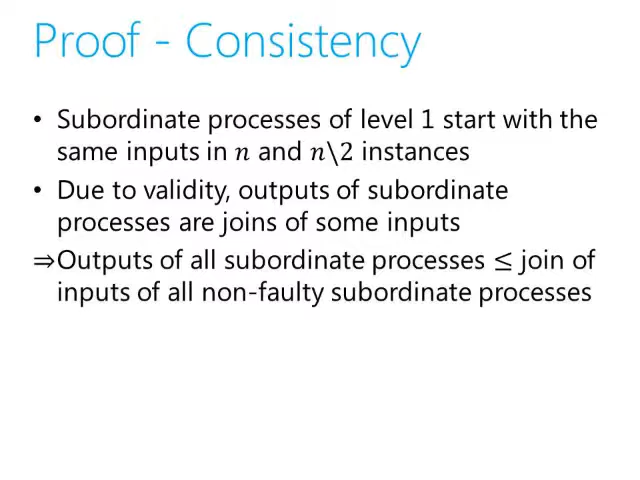 Proof - Consistency
• Subordinate processes of level 1 start with the
same inputs in 𝑛 and 𝑛\2 instances
• Due to validity, outputs of subordinate
processes are joins of some inputs
⇒Outputs of all subordinate processes ≤ join of
inputs of all non-faulty subordinate processes